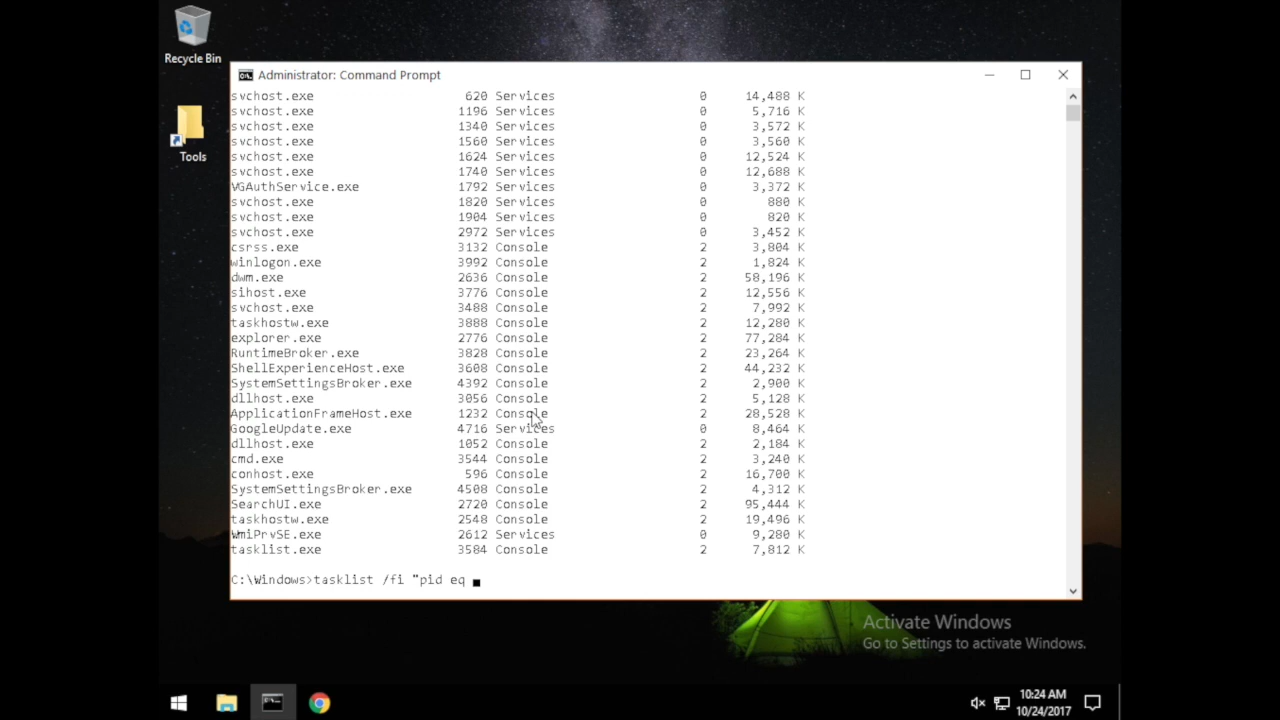 Recycle Bin
Tools
Administrator: Command Prompt
svchost.exe 620 Services 0 14,488 K
svchost.exe 1196 Services 0 5,716 K
svchost.exe 1340 Services 0 3,572 K
svchost.exe 1560 Services 0 3,560 K
svchost.exe 1624 Services 0 12,524 K
svchost.exe 1740 Services 0 12,688 K
VGAuthService.exe 1792 Services 0 3,372 K
svchost.exe 1820 Services 0 880 K
svchost.exe 1904 Services 0 820 K
svchost.exe 2972 Services 0 3,452 K
csrss.exe 3132 Console 2 3,804 K
winlogon.exe 3992 Console 2 1,824 K
dwm.exe 2636 Console 2 58,196 K
sihost.exe 3776 Console 2 12,556 K
svchost.exe 3488 Console 2 7,992 K
taskhostw.exe 3888 Console 2 12,280 K
explorer.exe 2776 Console 2 77,284 K
RuntimeBroker.exe 3828 Console 2 23,264 K
ShellExperienceHost.exe 3608 Console 2 44,232 K
SystemSettingsBroker.exe 4392 Console 2 2,900 K
dllhost.exe 3056 Console 2 5,128 K
ApplicationFrameHost.exe 1232 Console 2 28,528 K
GoogleUpdate.exe 4716 Services 0 8,464 K
dllhost.exe 1052 Console 2 2,184 K
cmd.exe 3544 Console 2 3,240 K
conhost.exe 596 Console 2 16,700 K
SystemSettingsBroker.exe 4508 Console 2 4,312 K
SearchUI.exe 2720 Console 2 95,444 K
taskhostw.exe 2548 Console 2 19,496 K
WmiPrvSE.exe 2612 Services 0 9,280 K
tasklist.exe 3584 Console 2 7,812 K
C:\Windows>tasklist /fi "pid eq
Activate Windows
Go to Settings to activate Windows.
10:24 AM
10/24/2017